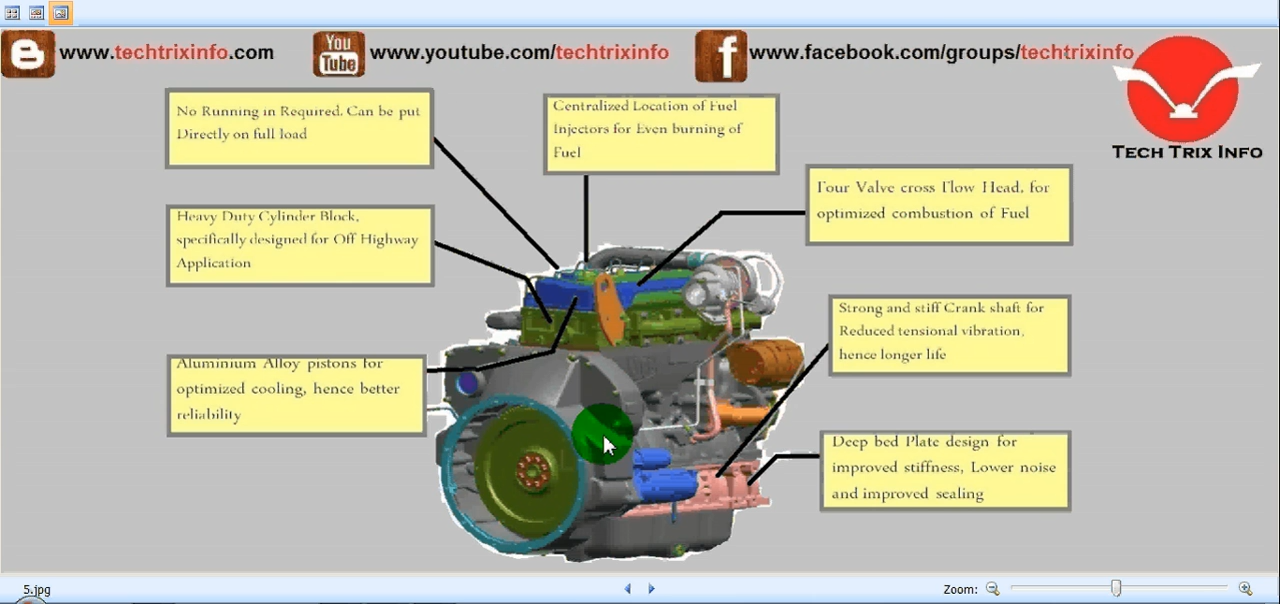 www.techtrixinfo.com
You
Tube
www.youtube.com/techtrixinfo
f
www.facebook.com/groups/techtrixinfo
TECH TRIX INFO
No Running in Required. Can be put
Directly on full load
Centralized Location of Fuel
Injectors for Even burning of
Fuel
Four Valve cross Flow Head, for
optimized combustion of Fuel
Heavy Duty Cylinder Block,
specifically designed for Off Highway
Application
Strong and stiff Crank shaft for
Reduced tensional vibration,
hence longer life
Aluminium Alloy pistons for
optimized cooling, hence better
reliability
Deep bed Plate design for
improved stiffness, Lower noise
and improved sealing
5.jpg
Zoom: